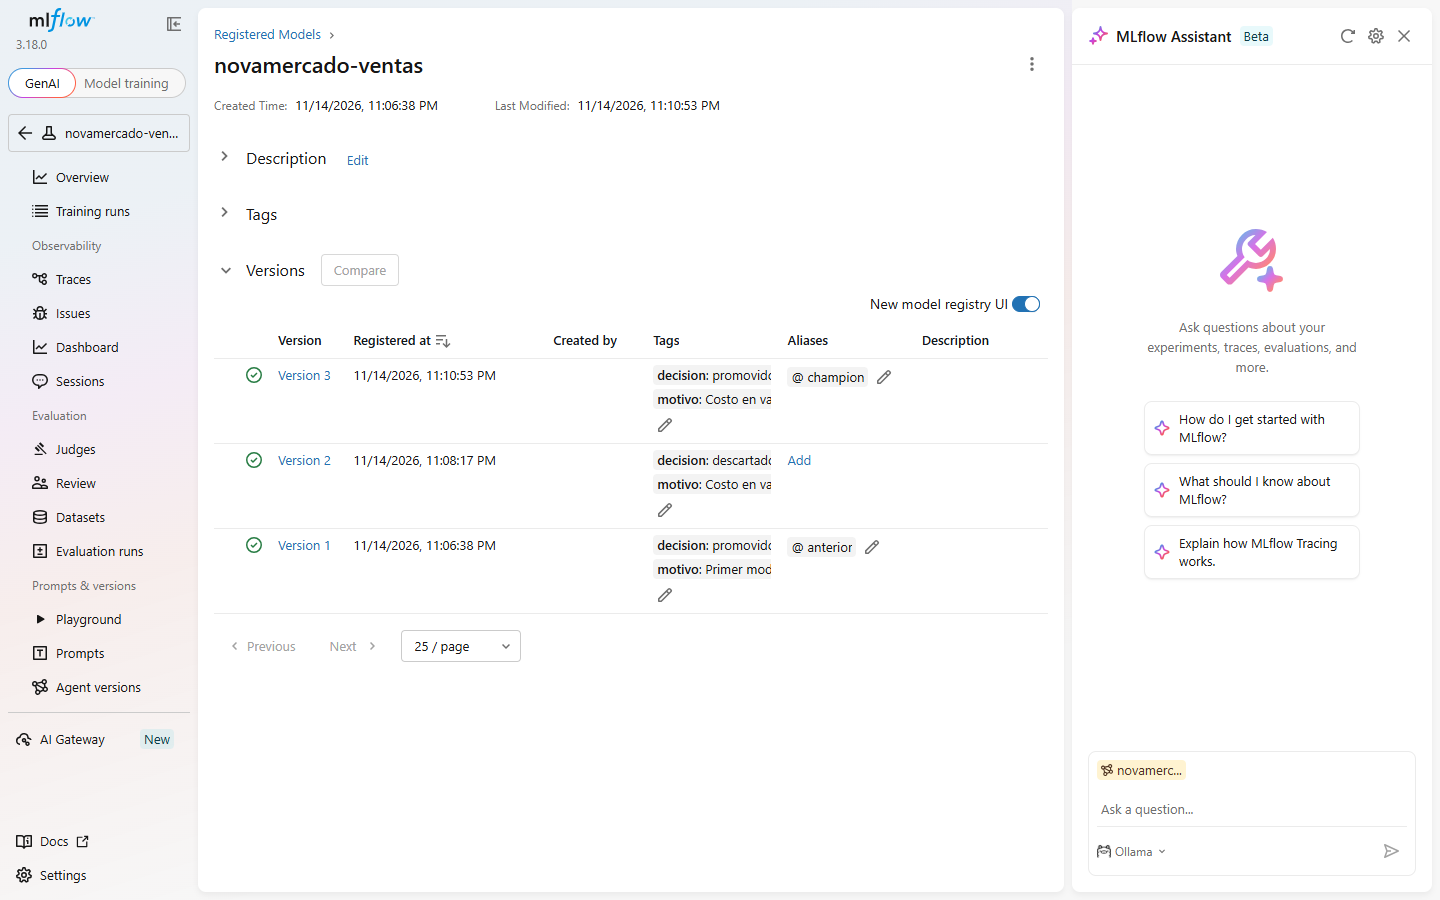 mlflow
3.18.0
GenAI
Model training
novamercado-ven...
Overview
Training runs
Observability
Traces
Issues
Dashboard
Sessions
Evaluation
Judges
Review
Datasets
Evaluation runs
Prompts & versions
Playground
Prompts
Agent versions
AI Gateway
New
Docs
Settings
Registered Models
novamercado-ventas
Created Time: 11/14/2026, 11:06:38 PM
Last Modified: 11/14/2026, 11:10:53 PM
Description
Edit
Tags
Versions
Compare
New model registry UI
Version Registered at Created by Tags Aliases Description
Version 3 11/14/2026, 11:10:53 PM decision: promovido @ champion
motivo: Costo en va
Version 2 11/14/2026, 11:08:17 PM decision: descartado Add
motivo: Costo en va
Version 1 11/14/2026, 11:06:38 PM decision: promovido @ anterior
motivo: Primer mod
Previous
Next
25 / page
MLflow Assistant
Beta
Ask questions about your
experiments, traces, evaluations, and
more.
How do I get started with
MLflow?
What should I know about
MLflow?
Explain how MLflow Tracing
works.
novamerc...
Ask a question...
Ollama